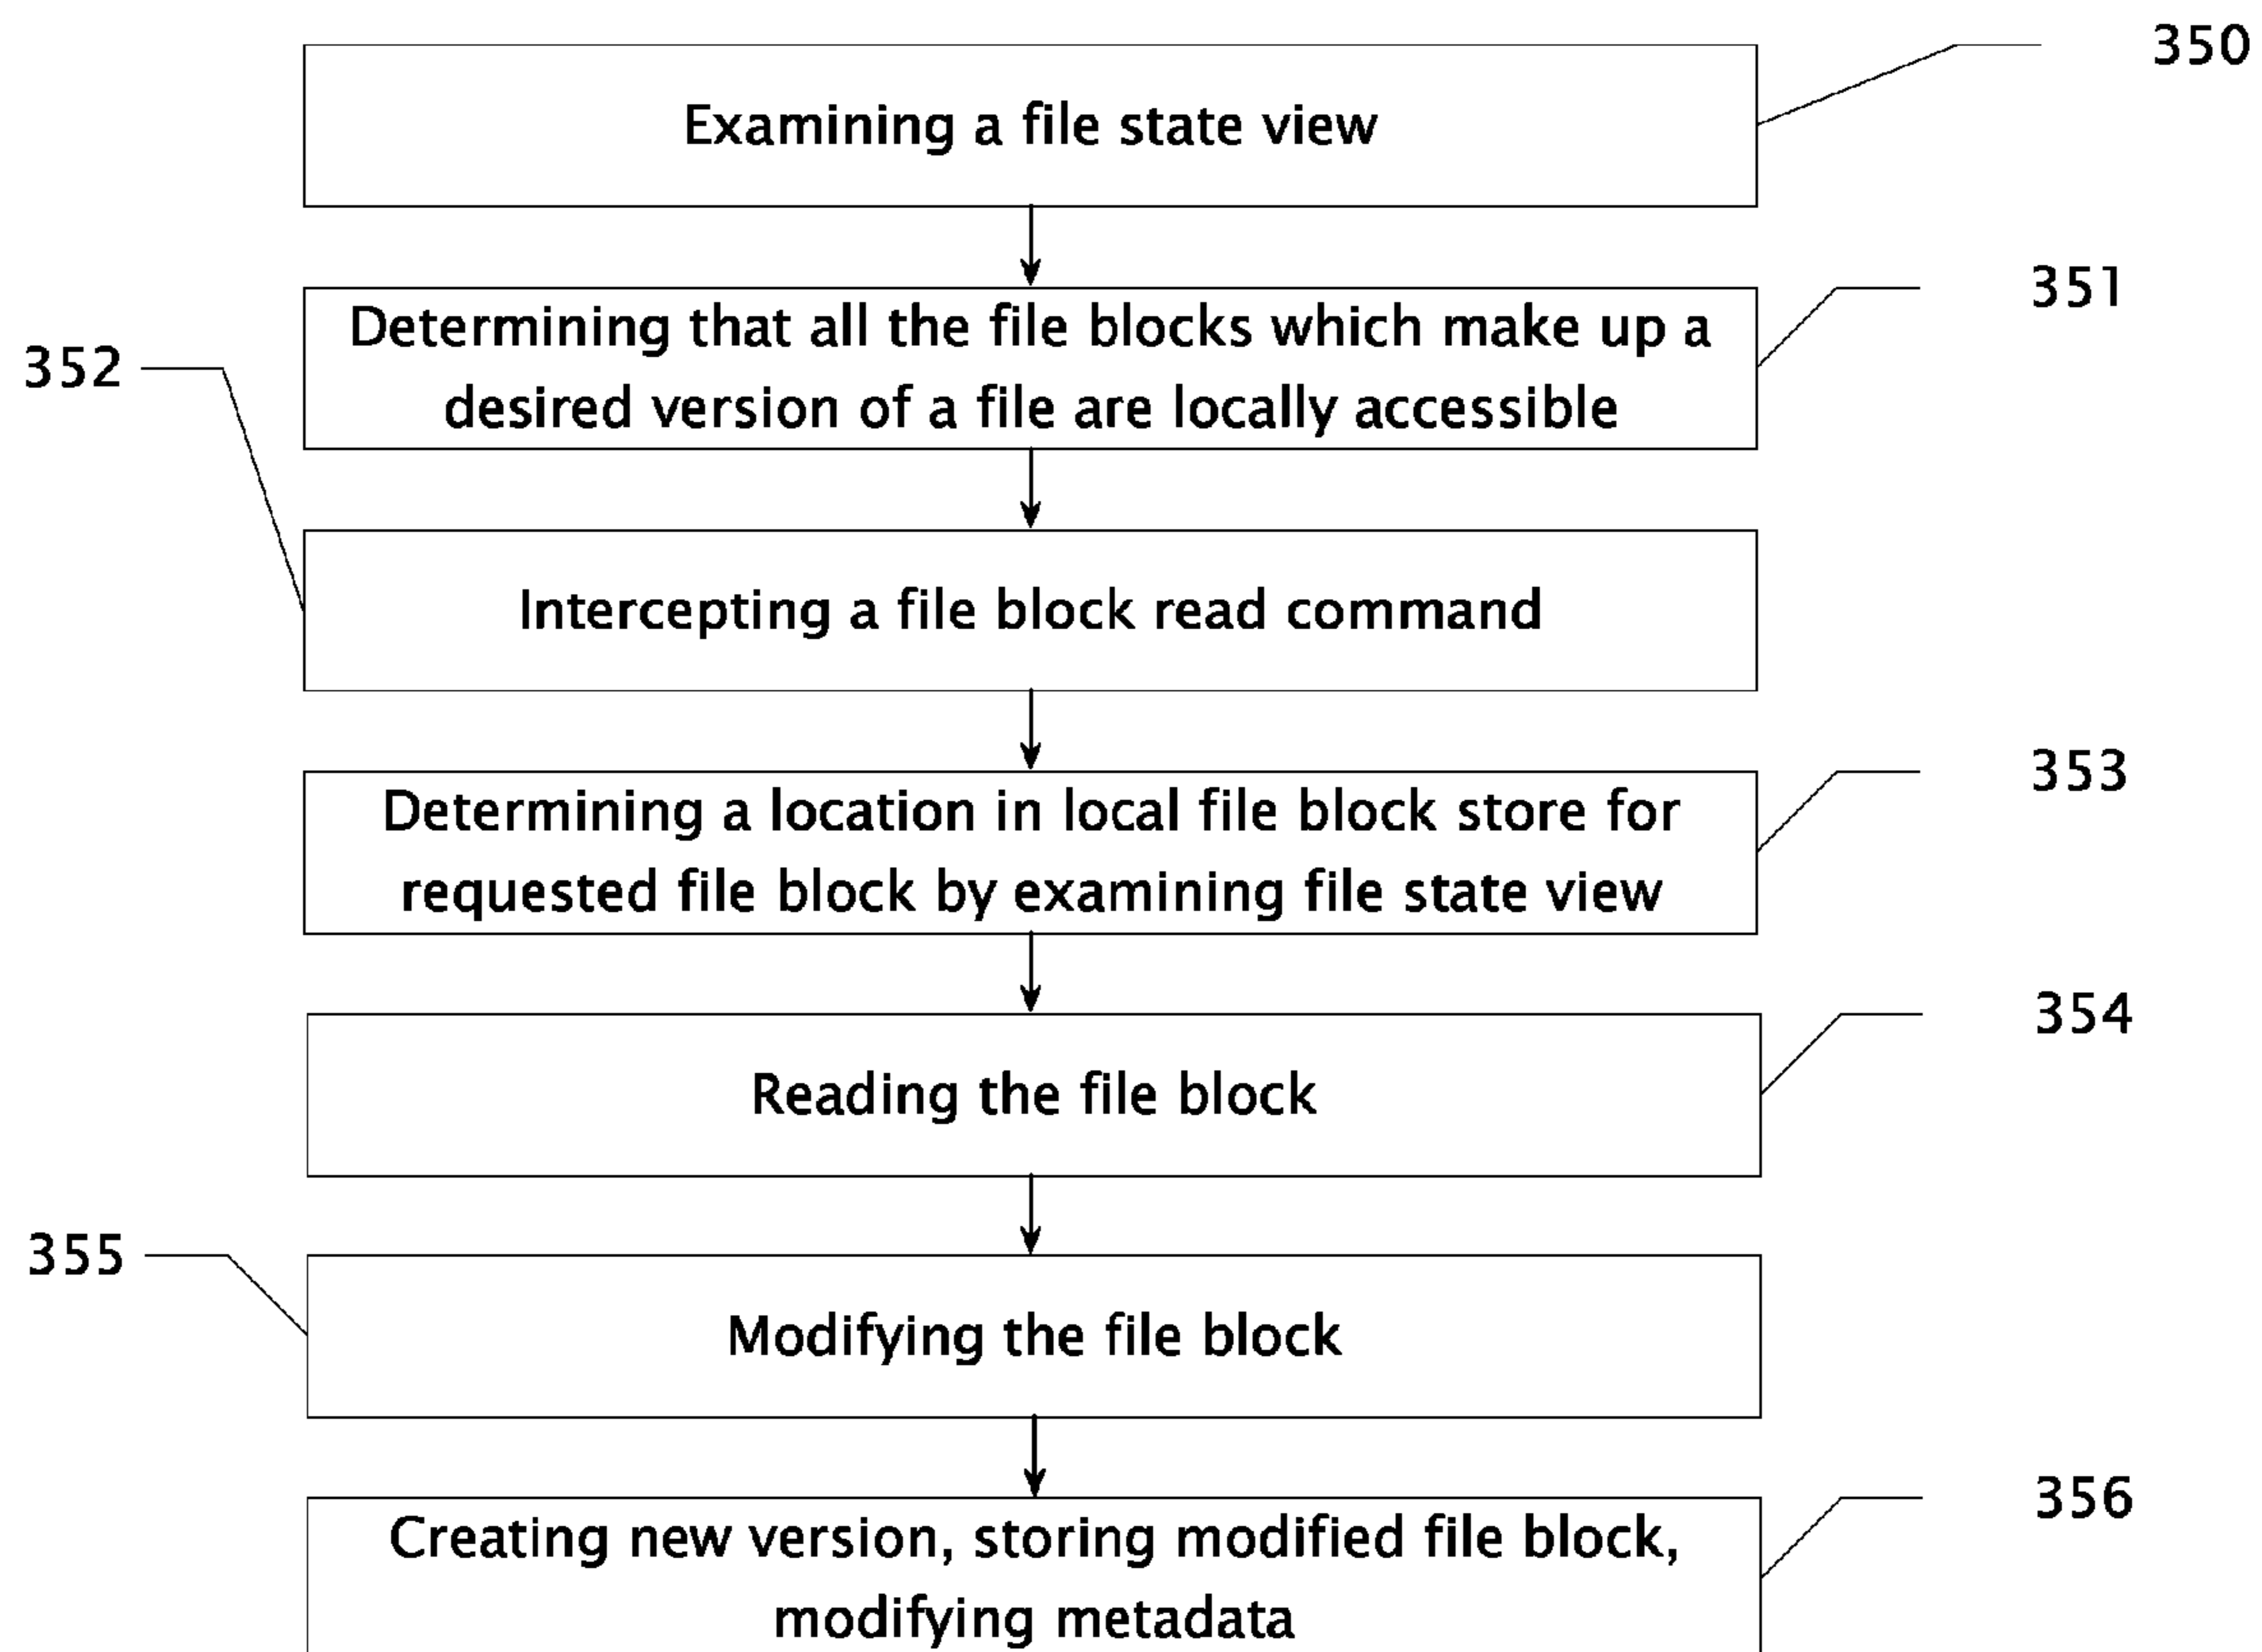 350
Examining a file state view
351
Determining that all the file blocks which make up a
desired version of a file are locally accessible
352
Intercepting a file block read command
353
Determining a location in local file block store for
requested file block by examining file state view
354
Reading the file block
355
Modifying the file block
356
Creating new version, storing modified file block,
modifying metadata